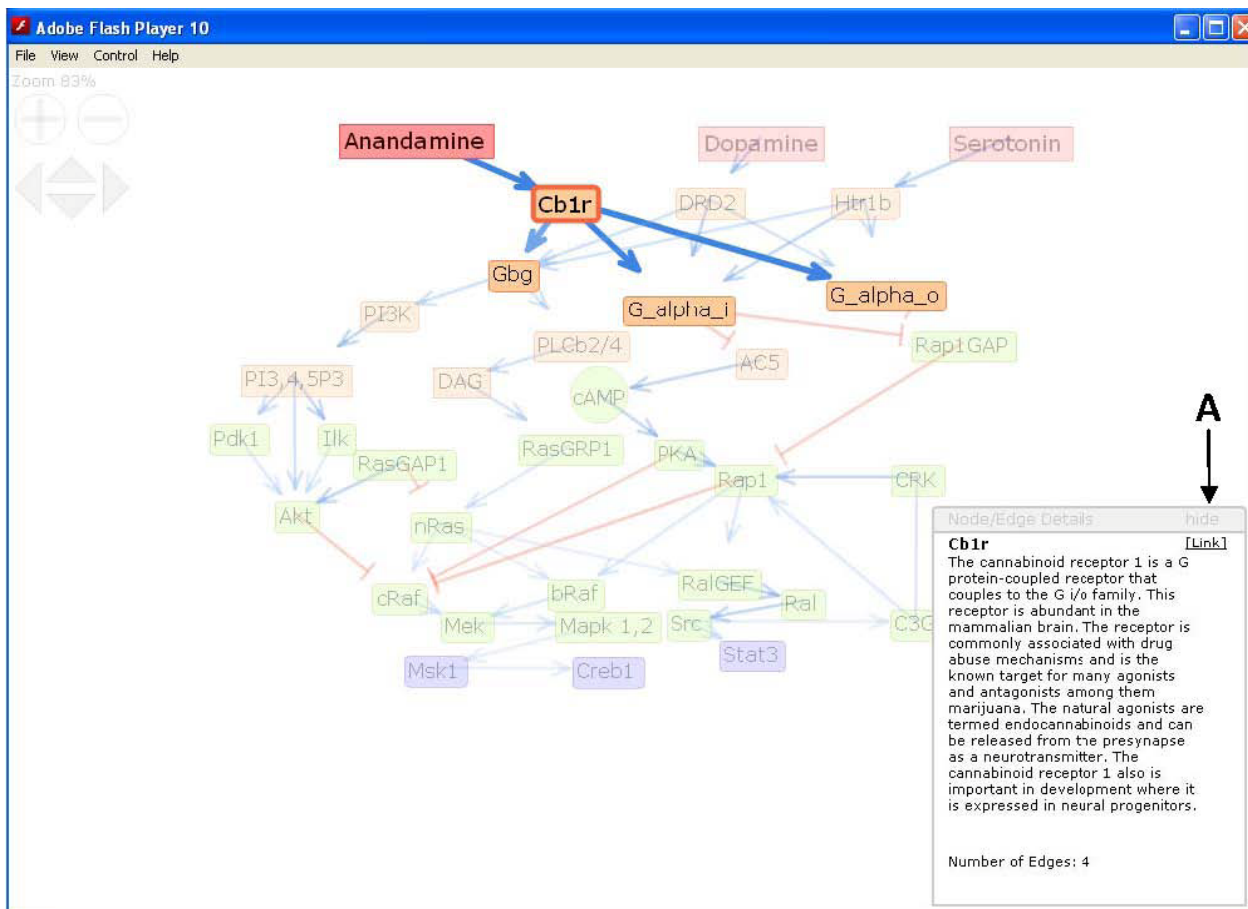 Adobe Flash Player 10
File View Control Help
Zoom 83%
Anandamine Dopamine Serotonin
Cb1r DRD2 Htr1b
Gbg
G_alpha_o
G_alpha_i
PI3K
PLCb2/4 Rap1GAP
AC5
PI3,4,5P3 DAG
cAMP
A
Pdk1 Ilk RasGRP1
RasGAP1 PKA
Rap1 CRK
Akt nRas
Node/Edge Details hide
Cb1r [Link]
The cannabinoid receptor 1 is a G
protein-coupled receptor that
couples to the G i/o family. This
receptor is abundant in the
mammalian brain. The receptor is
commonly associated with drug
abuse mechanisms and is the
known target for many agonists
and antagonists among them
marijuana. The natural agonists are
termed endocannabinoids and can
be released from the presynapse
as a neurotransmitter. The
cannabinoid receptor 1 also is
important in development where it
is expressed in neural progenitors.
Number of Edges: 4
cRaf bRaf RalGEF Ral
Mek Mapk 1,2 Src C3G
Msk1 Creb1 Stat3